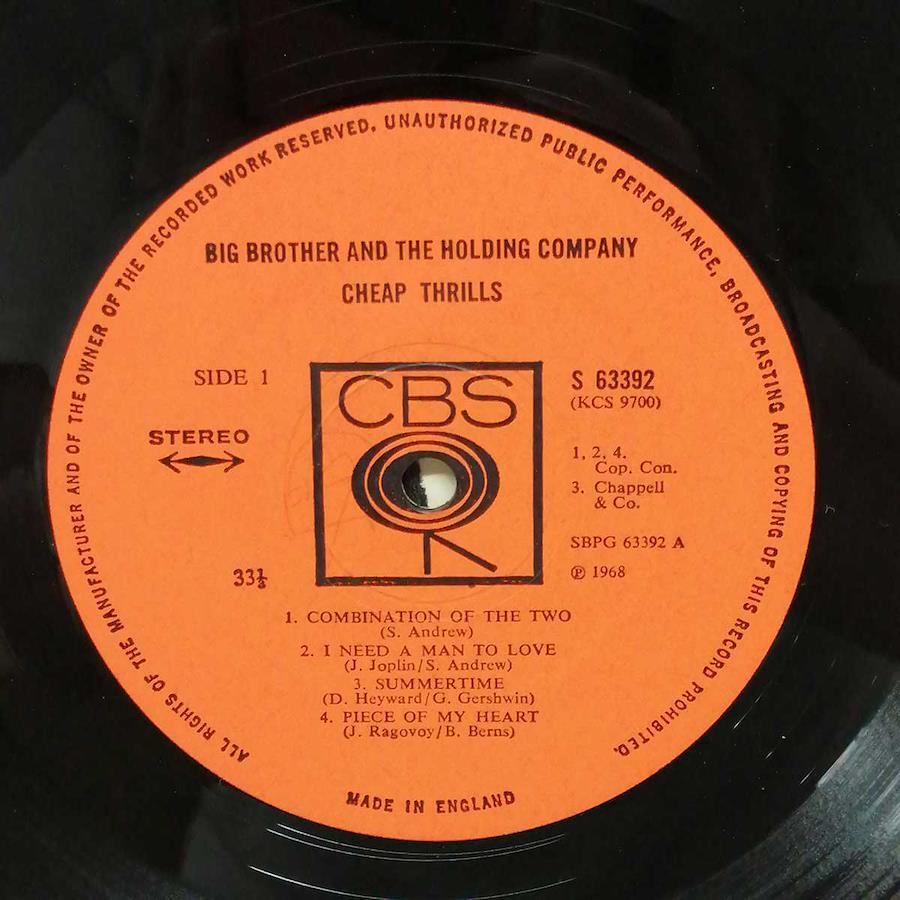 ALL RIGHTS OF THE MANUFACTURER AND OF THE OWNER OF THE RECORDED WORK RESERVED. UNAUTHORIZED PUBLIC PERFORMANCE, BROADCASTING AND COPYING OF THIS RECORD PROHIBITED.
BIG BROTHER AND THE HOLDING COMPANY
CHEAP THRILLS
SIDE 1
STEREO
33⅓
CBS
S 63392
(KCS 9700)
1, 2, 4.
Cop. Con.
3. Chappell
& Co.
SBPG 63392 A
℗ 1968
1. COMBINATION OF THE TWO
(S. Andrew)
2. I NEED A MAN TO LOVE
(J. Joplin/S. Andrew)
3. SUMMERTIME
(D. Heyward/G. Gershwin)
4. PIECE OF MY HEART
(J. Ragovoy/B. Berns)
MADE IN ENGLAND